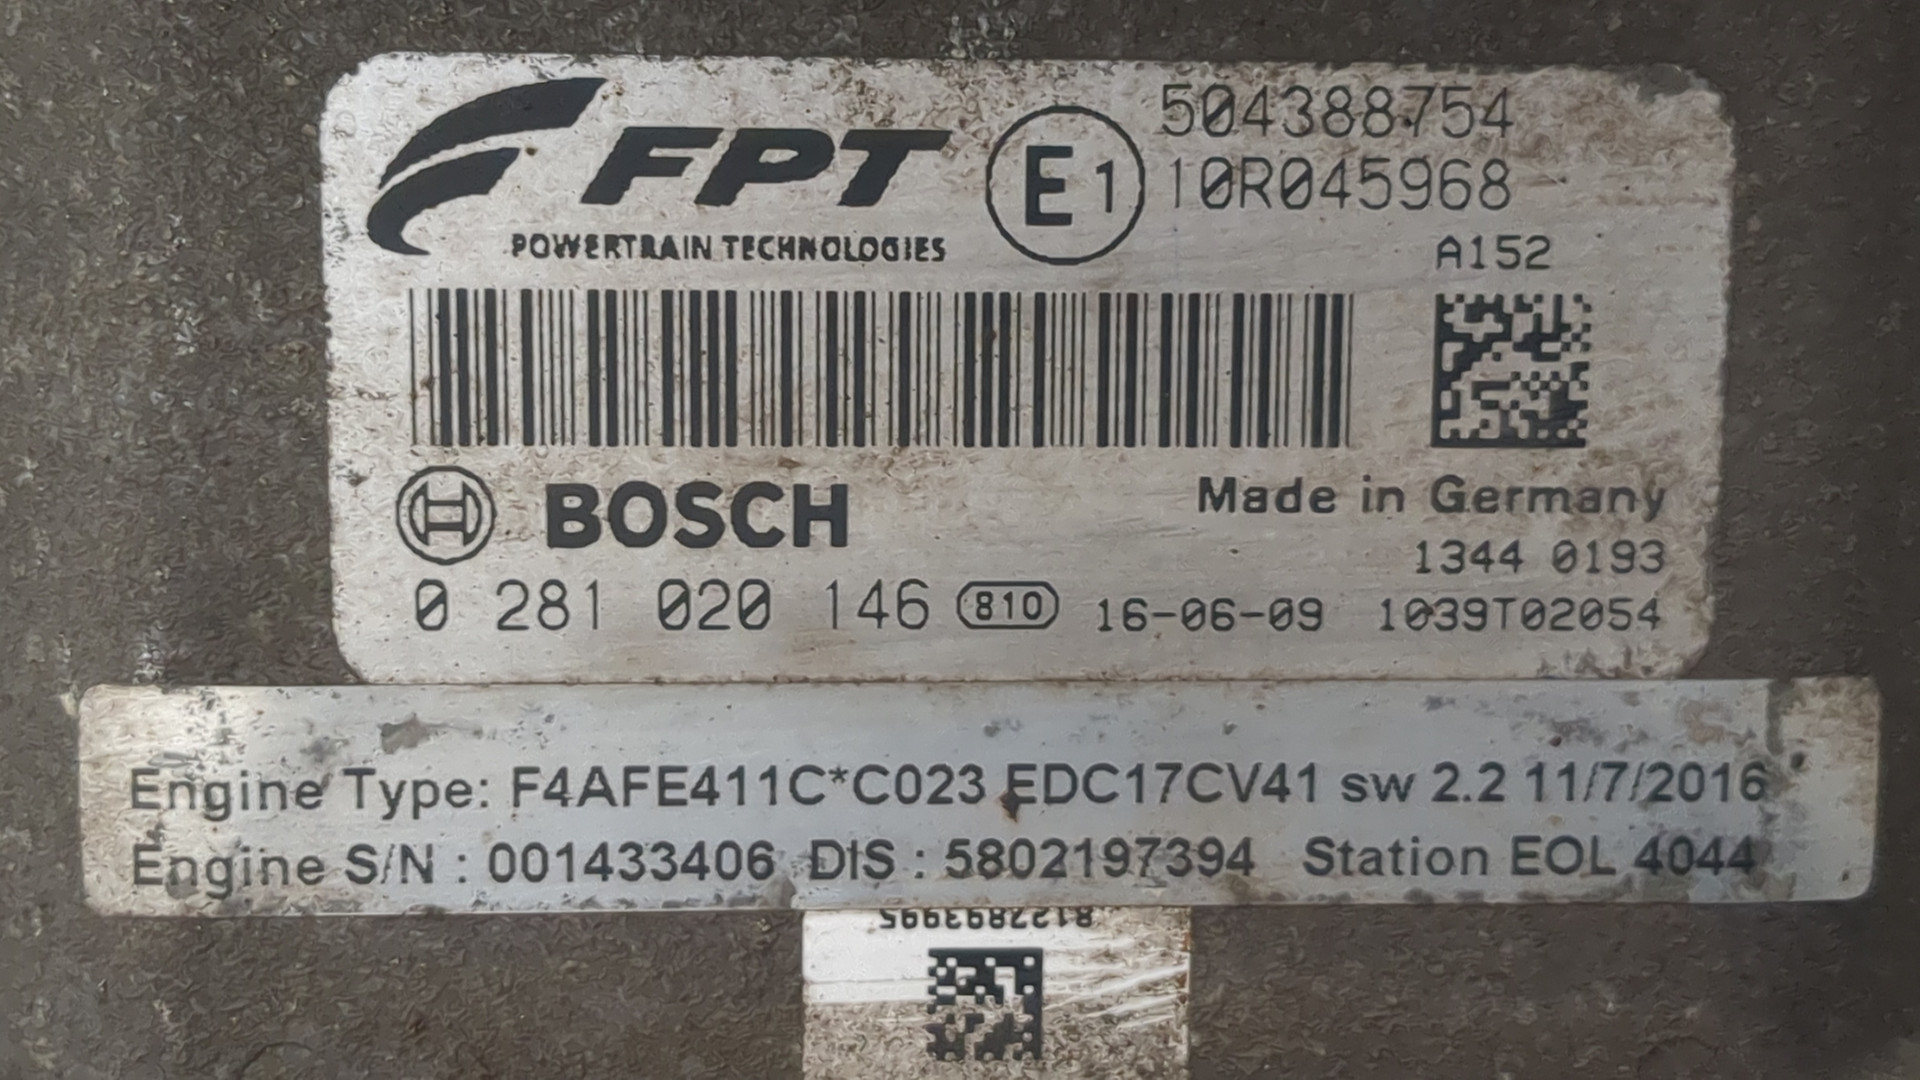 FPT
POWERTRAIN TECHNOLOGIES
E1
504388754
10R045968
A152
BOSCH
Made in Germany
1344 0193
0 281 020 146 810 16-06-09 1039T02054
Engine Type: F4AFE411C*C023 EDC17CV41 sw 2.2 11/7/2016
Engine S/N : 001433406 DIS : 5802197394 Station EOL 4044
8127893995